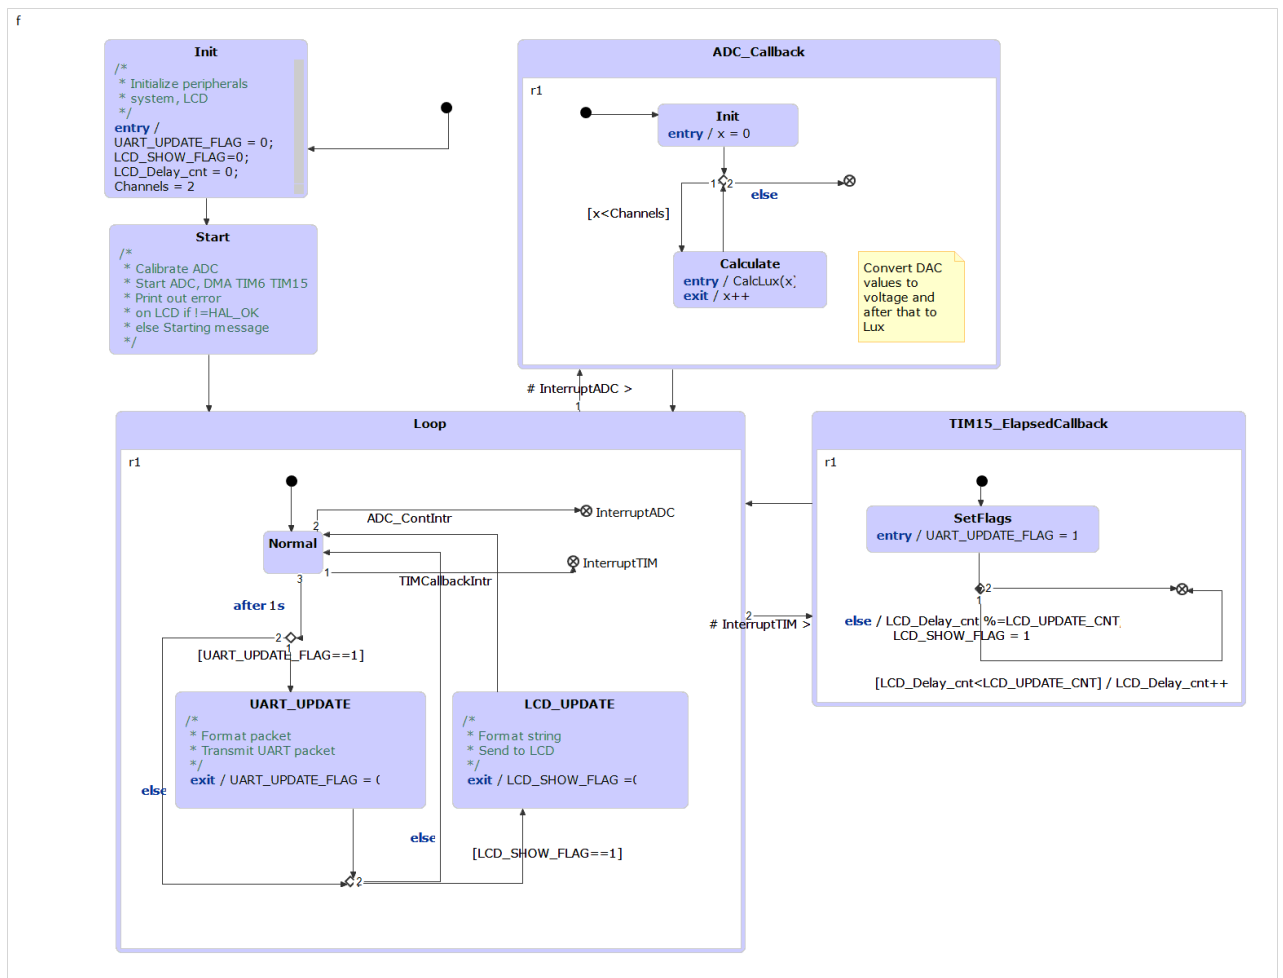 f
Init
/*
* Initialize peripherals
* system, LCD
*/
entry /
UART_UPDATE_FLAG = 0;
LCD_SHOW_FLAG=0;
LCD_Delay_cnt = 0;
Channels = 2
Start
/*
* Calibrate ADC
* Start ADC, DMA TIM6 TIM15
* Print out error
* on LCD if !=HAL_OK
* else Starting message
*/
ADC_Callback
r1
Init
entry / x = 0
1 2
else
[x<Channels]
Calculate
entry / CalcLux(x)
exit / x++
Convert DAC
values to
voltage and
after that to
Lux
# InterruptADC >
1
Loop
r1
2
ADC_ContIntr
InterruptADC
Normal
3
1
TIMCallbackIntr
InterruptTIM
after 1s
2
1
[UART_UPDATE_FLAG==1]
UART_UPDATE
/*
* Format packet
* Transmit UART packet
*/
exit / UART_UPDATE_FLAG = 0
LCD_UPDATE
/*
* Format string
* Send to LCD
*/
exit / LCD_SHOW_FLAG =0
else
else
[LCD_SHOW_FLAG==1]
2
2
# InterruptTIM >
TIM15_ElapsedCallback
r1
SetFlags
entry / UART_UPDATE_FLAG = 1
2
1
else / LCD_Delay_cnt %=LCD_UPDATE_CNT,
LCD_SHOW_FLAG = 1
[LCD_Delay_cnt<LCD_UPDATE_CNT] / LCD_Delay_cnt++